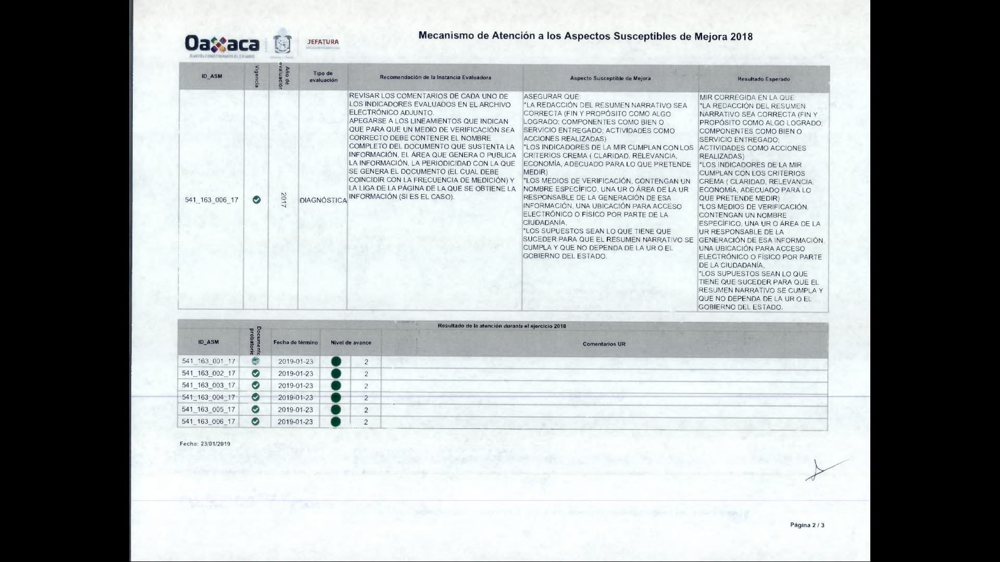 Oaxaca
JUNTOS CONSTRUIMOS EL CAMBIO
JEFATURA
Mecanismo de Atención a los Aspectos Susceptibles de Mejora 2018
ID_ASM
Vigencia
Año de
evaluación
Tipo de
evaluación
Recomendación de la Instancia Evaluadora
Aspecto Susceptible de Mejora
Resultado Esperado
541_163_006_17
2017
DIAGNÓSTICA
REVISAR LOS COMENTARIOS DE CADA UNO DE
LOS INDICADORES EVALUADOS EN EL ARCHIVO
ELECTRÓNICO ADJUNTO.
APEGARSE A LOS LINEAMIENTOS QUE INDICAN
QUE PARA QUE UN MEDIO DE VERIFICACIÓN SEA
CORRECTO DEBE CONTENER EL NOMBRE
COMPLETO DEL DOCUMENTO QUE SUSTENTA LA
INFORMACIÓN, EL ÁREA QUE GENERA O PUBLICA
LA INFORMACIÓN, LA PERIODICIDAD CON LA QUE
SE GENERA EL DOCUMENTO (EL CUAL DEBE
COINCIDIR CON LA FRECUENCIA DE MEDICIÓN) Y
LA LIGA DE LA PÁGINA DE LA QUE SE OBTIENE LA
INFORMACIÓN (SI ES EL CASO).
ASEGURAR QUE:
*LA REDACCIÓN DEL RESUMEN NARRATIVO SEA
CORRECTA (FIN Y PROPÓSITO COMO ALGO
LOGRADO; COMPONENTES COMO BIEN O
SERVICIO ENTREGADO; ACTIVIDADES COMO
ACCIONES REALIZADAS)
*LOS INDICADORES DE LA MIR CUMPLAN CON LOS
CRITERIOS CREMA ( CLARIDAD, RELEVANCIA,
ECONOMÍA, ADECUADO PARA LO QUE PRETENDE
MEDIR)
*LOS MEDIOS DE VERIFICACIÓN, CONTENGAN UN
NOMBRE ESPECÍFICO, UNA UR O ÁREA DE LA UR
RESPONSABLE DE LA GENERACIÓN DE ESA
INFORMACIÓN, UNA UBICACIÓN PARA ACCESO
ELECTRÓNICO O FÍSICO POR PARTE DE LA
CIUDADANÍA,
*LOS SUPUESTOS SEAN LO QUE TIENE QUE
SUCEDER PARA QUE EL RESUMEN NARRATIVO SE
CUMPLA Y QUE NO DEPENDA DE LA UR O EL
GOBIERNO DEL ESTADO.
MIR CORREGIDA EN LA QUE:
*LA REDACCIÓN DEL RESUMEN
NARRATIVO SEA CORRECTA (FIN Y
PROPÓSITO COMO ALGO LOGRADO;
COMPONENTES COMO BIEN O
SERVICIO ENTREGADO;
ACTIVIDADES COMO ACCIONES
REALIZADAS)
*LOS INDICADORES DE LA MIR
CUMPLAN CON LOS CRITERIOS
CREMA ( CLARIDAD, RELEVANCIA,
ECONOMÍA, ADECUADO PARA LO
QUE PRETENDE MEDIR)
*LOS MEDIOS DE VERIFICACIÓN,
CONTENGAN UN NOMBRE
ESPECÍFICO, UNA UR O ÁREA DE LA
UR RESPONSABLE DE LA
GENERACIÓN DE ESA INFORMACIÓN,
UNA UBICACIÓN PARA ACCESO
ELECTRÓNICO O FÍSICO POR PARTE
DE LA CIUDADANÍA,
*LOS SUPUESTOS SEAN LO QUE
TIENE QUE SUCEDER PARA QUE EL
RESUMEN NARRATIVO SE CUMPLA Y
QUE NO DEPENDA DE LA UR O EL
GOBIERNO DEL ESTADO.
Resultado de la atención durante el ejercicio 2018
ID_ASM
Documento
probatorio
Fecha de término
Nivel de avance
Comentarios UR
541_163_001_17 2019-01-23 2
541_163_002_17 2019-01-23 2
541_163_003_17 2019-01-23 2
541_163_004_17 2019-01-23 2
541_163_005_17 2019-01-23 2
541_163_006_17 2019-01-23 2
Fecha: 23/01/2019
Página 2 / 3